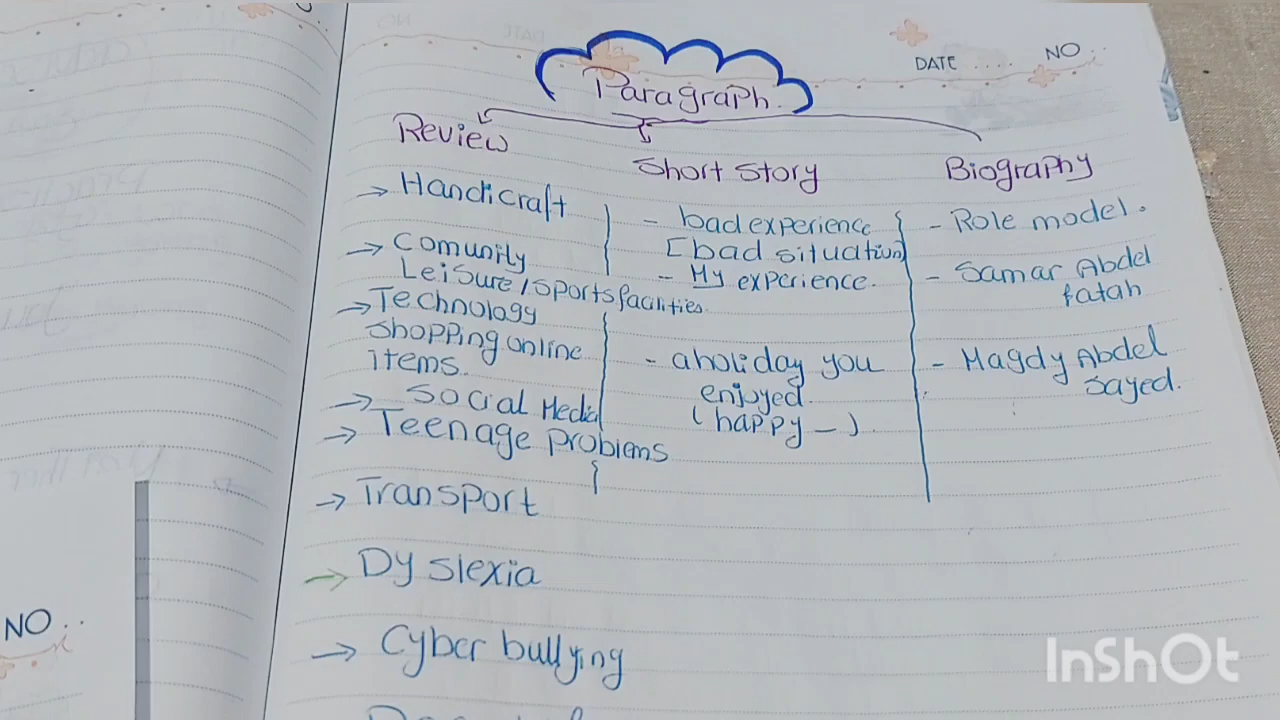 DATE ....
NO ..
Paragraph.
Review
Short Story
Biography
→ Handicraft
→ Comunity
Leisure / sports facilities.
→ Technology
shopping online
items.
→ Social Media
→ Teenage problems
→ Transport
→ Dyslexia
→ Cyber bullying
- bad experience
[bad situation]
- My experience.
- a holiday you
enjoyed.
(happy _).
- Role model.
- Samar Abdel
fatah
- Magdy Abdel
Sayed.
NO ..
InShOt